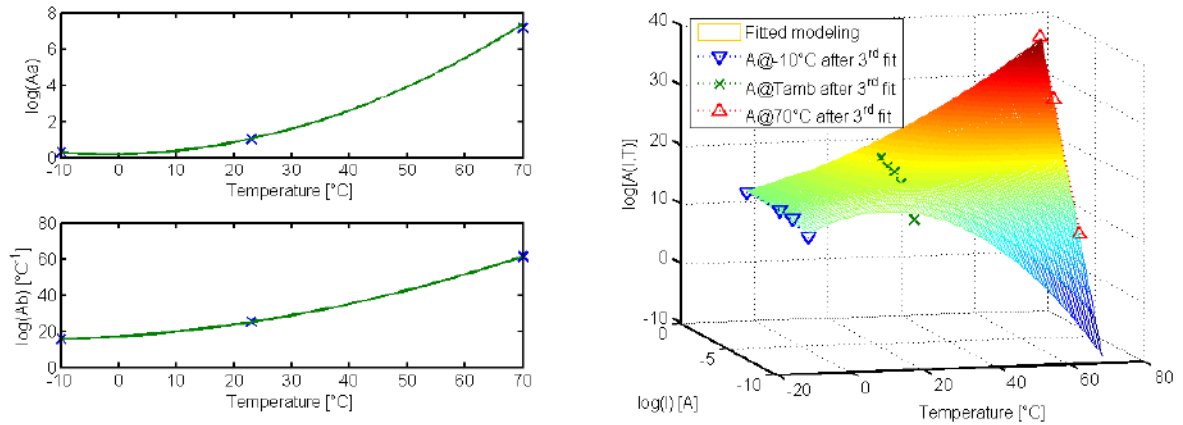 8
6
4
2
0
-10 0 10 20 30 40 50 60 70
log(Aa)
Temperature [°C]
80
60
40
20
0
-10 0 10 20 30 40 50 60 70
log(Ab) [°C⁻¹]
Temperature [°C]
40
30
20
10
0
-10
log[A(I,T)]
Fitted modeling
A@-10°C after 3rd fit
A@Tamb after 3rd fit
A@70°C after 3rd fit
0
-5
-10
log(I) [A]
-20 0 20 40 60 80
Temperature [°C]